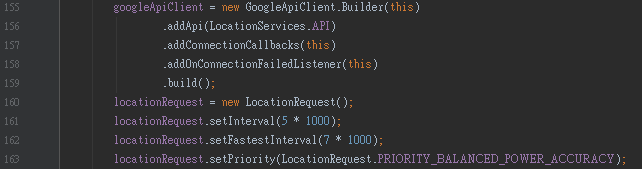 155 googleApiClient = new GoogleApiClient.Builder(this)
156 .addApi(LocationServices.API)
157 .addConnectionCallbacks(this)
158 .addOnConnectionFailedListener(this)
159 .build();
160 locationRequest = new LocationRequest();
161 locationRequest.setInterval(5 * 1000);
162 locationRequest.setFastestInterval(7 * 1000);
163 locationRequest.setPriority(LocationRequest.PRIORITY_BALANCED_POWER_ACCURACY);